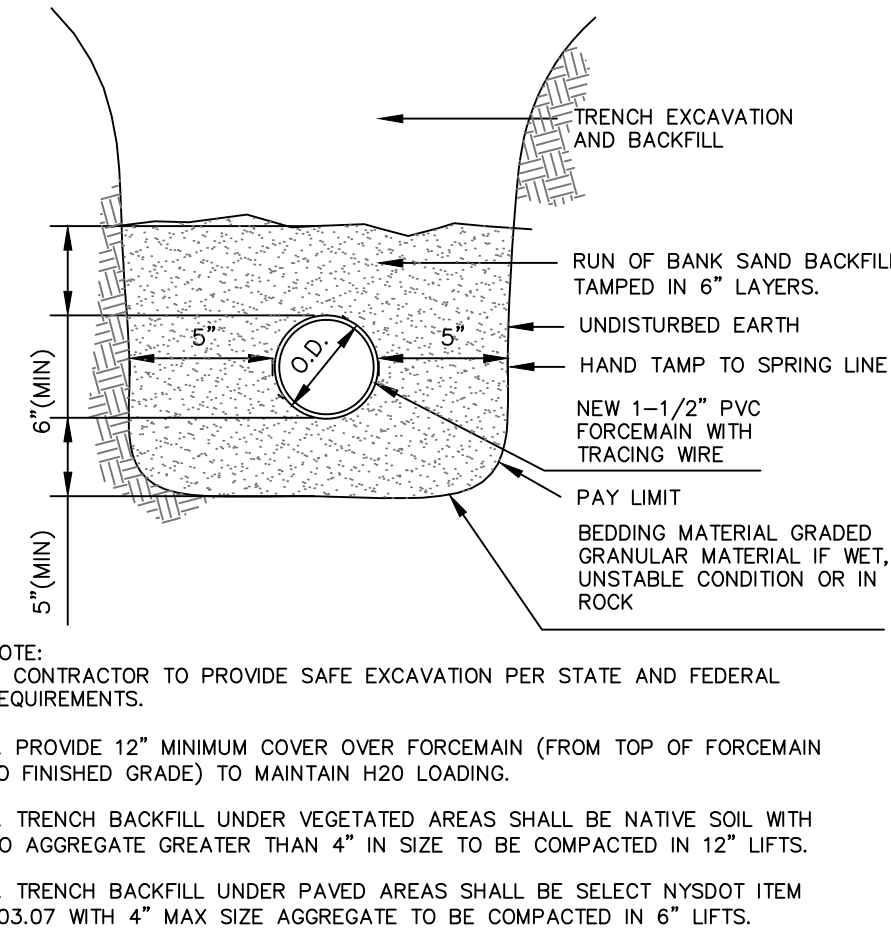 TRENCH EXCAVATION
AND BACKFILL
RUN OF BANK SAND BACKFILL
TAMPED IN 6" LAYERS.
5"
5"
O.D.
UNDISTURBED EARTH
HAND TAMP TO SPRING LINE
6"(MIN)
NEW 1-1/2" PVC
FORCEMAIN WITH
TRACING WIRE
PAY LIMIT
5"(MIN)
BEDDING MATERIAL GRADED
GRANULAR MATERIAL IF WET,
UNSTABLE CONDITION OR IN
ROCK
OTE:
CONTRACTOR TO PROVIDE SAFE EXCAVATION PER STATE AND FEDERAL
EQUIREMENTS.
. PROVIDE 12" MINIMUM COVER OVER FORCEMAIN (FROM TOP OF FORCEMAIN
O FINISHED GRADE) TO MAINTAIN H20 LOADING.
. TRENCH BACKFILL UNDER VEGETATED AREAS SHALL BE NATIVE SOIL WITH
O AGGREGATE GREATER THAN 4" IN SIZE TO BE COMPACTED IN 12" LIFTS.
. TRENCH BACKFILL UNDER PAVED AREAS SHALL BE SELECT NYSDOT ITEM
03.07 WITH 4" MAX SIZE AGGREGATE TO BE COMPACTED IN 6" LIFTS.